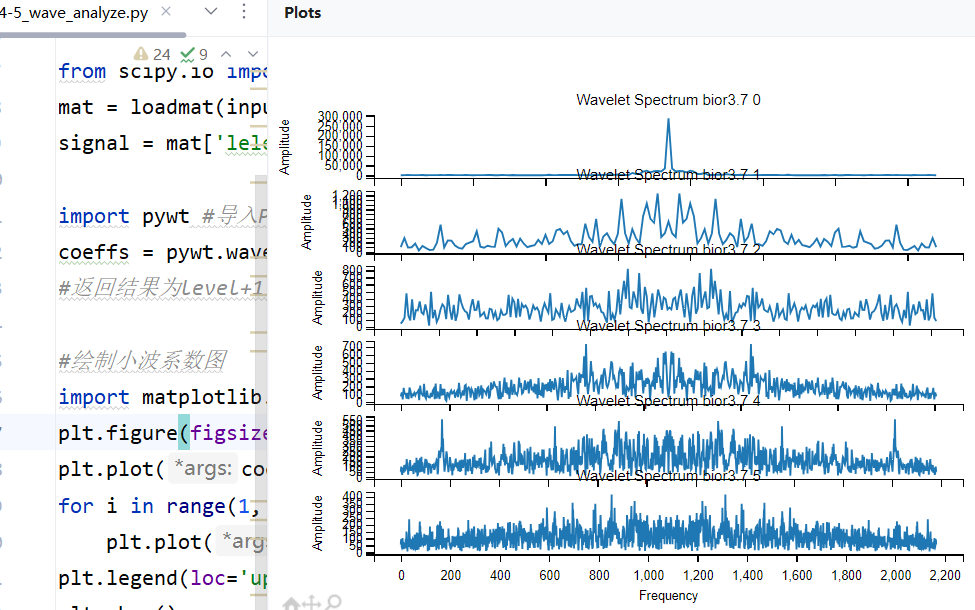 4-5_wave_analyze.py
Plots
24 9
from scipy.io impo
mat = loadmat(inpu
signal = mat['lele
import pywt #导入P
coeffs = pywt.wave
#返回结果为level+1
#绘制小波系数图
import matplotlib.
plt.figure(figsize
plt.plot( *args: co
for i in range(1,
plt.plot( *arg
plt.legend(loc='up
Wavelet Spectrum bior3.7 0
Amplitude
300,000
250,000
200,000
150,000
100,000
50,000
0
Wavelet Spectrum bior3.7 1
Amplitude
1,200
0
Wavelet Spectrum bior3.7 2
Amplitude
800
700
600
500
400
300
200
100
0
Wavelet Spectrum bior3.7 3
Amplitude
700
600
500
400
300
200
100
0
Wavelet Spectrum bior3.7 4
Amplitude
550
0
Wavelet Spectrum bior3.7 5
Amplitude
400
350
300
250
200
150
100
50
0
0 200 400 600 800 1,000 1,200 1,400 1,600 1,800 2,000 2,200
Frequency